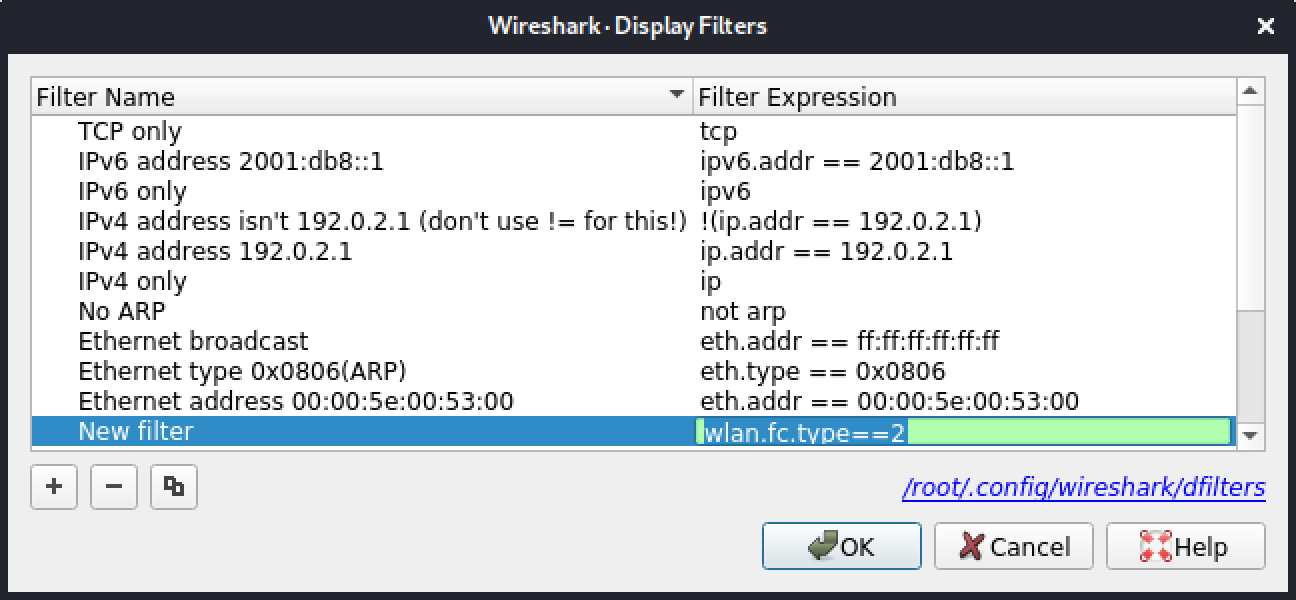 Wireshark · Display Filters
Filter Name Filter Expression
TCP only tcp
IPv6 address 2001:db8::1 ipv6.addr == 2001:db8::1
IPv6 only ipv6
IPv4 address isn't 192.0.2.1 (don't use != for this!) !(ip.addr == 192.0.2.1)
IPv4 address 192.0.2.1 ip.addr == 192.0.2.1
IPv4 only ip
No ARP not arp
Ethernet broadcast eth.addr == ff:ff:ff:ff:ff:ff
Ethernet type 0x0806(ARP) eth.type == 0x0806
Ethernet address 00:00:5e:00:53:00 eth.addr == 00:00:5e:00:53:00
New filter wlan.fc.type==2
/root/.config/wireshark/dfilters
OK Cancel Help